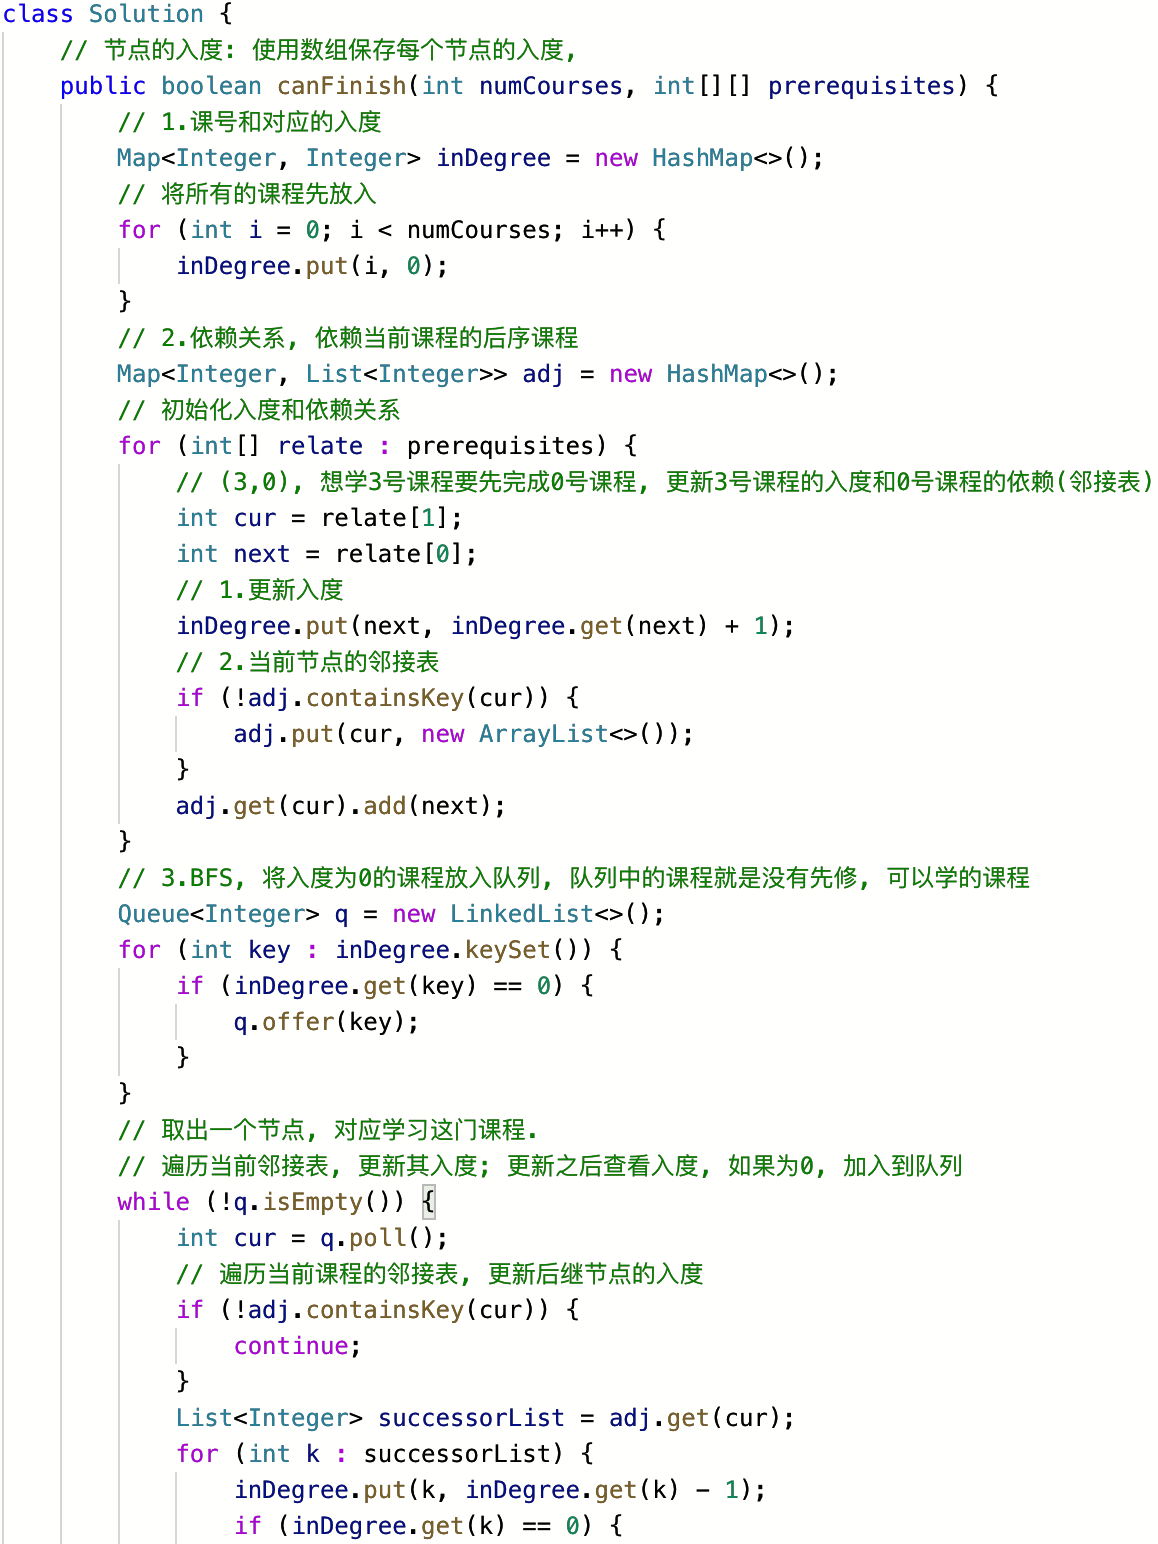 class Solution {
    // 节点的入度: 使用数组保存每个节点的入度,
    public boolean canFinish(int numCourses, int[][] prerequisites) {
        // 1.课号和对应的入度
        Map<Integer, Integer> inDegree = new HashMap<>();
        // 将所有的课程先放入
        for (int i = 0; i < numCourses; i++) {
            inDegree.put(i, 0);
        }
        // 2.依赖关系, 依赖当前课程的后序课程
        Map<Integer, List<Integer>> adj = new HashMap<>();
        // 初始化入度和依赖关系
        for (int[] relate : prerequisites) {
            // (3,0), 想学3号课程要先完成0号课程, 更新3号课程的入度和0号课程的依赖(邻接表)
            int cur = relate[1];
            int next = relate[0];
            // 1.更新入度
            inDegree.put(next, inDegree.get(next) + 1);
            // 2.当前节点的邻接表
            if (!adj.containsKey(cur)) {
                adj.put(cur, new ArrayList<>());
            }
            adj.get(cur).add(next);
        }
        // 3.BFS, 将入度为0的课程放入队列, 队列中的课程就是没有先修, 可以学的课程
        Queue<Integer> q = new LinkedList<>();
        for (int key : inDegree.keySet()) {
            if (inDegree.get(key) == 0) {
                q.offer(key);
            }
        }
        // 取出一个节点, 对应学习这门课程.
        // 遍历当前邻接表, 更新其入度; 更新之后查看入度, 如果为0, 加入到队列
        while (!q.isEmpty()) {
            int cur = q.poll();
            // 遍历当前课程的邻接表, 更新后继节点的入度
            if (!adj.containsKey(cur)) {
                continue;
            }
            List<Integer> successorList = adj.get(cur);
            for (int k : successorList) {
                inDegree.put(k, inDegree.get(k) - 1);
                if (inDegree.get(k) == 0) {